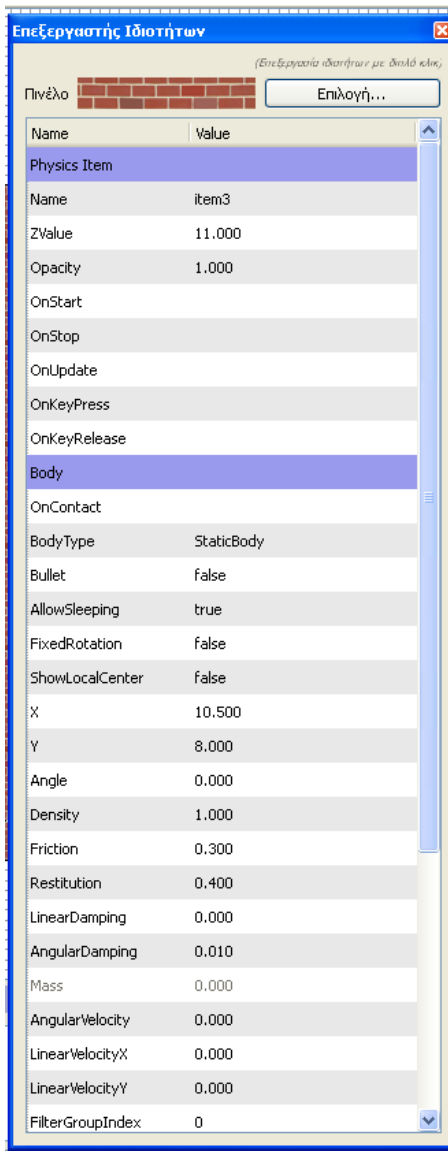 Επεξεργαστής Ιδιοτήτων
(Επεξεργασία ιδιοτήτων με διπλό κλικ)
Πινέλο Επιλογή...
Name Value
Physics Item
Name item3
ZValue 11.000
Opacity 1.000
OnStart
OnStop
OnUpdate
OnKeyPress
OnKeyRelease
Body
OnContact
BodyType StaticBody
Bullet false
AllowSleeping true
FixedRotation false
ShowLocalCenter false
X 10.500
Y 8.000
Angle 0.000
Density 1.000
Friction 0.300
Restitution 0.400
LinearDamping 0.000
AngularDamping 0.010
Mass 0.000
AngularVelocity 0.000
LinearVelocityX 0.000
LinearVelocityY 0.000
FilterGroupIndex 0